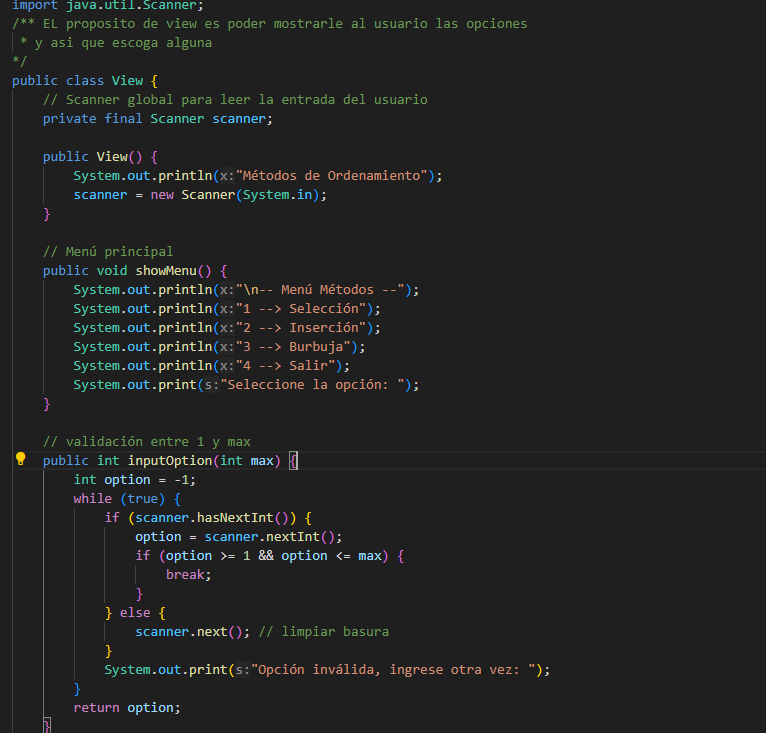 import java.util.Scanner;
/** EL proposito de view es poder mostrarle al usuario las opciones
 * y asi que escoga alguna
*/
public class View {
    // Scanner global para leer la entrada del usuario
    private final Scanner scanner;

    public View() {
        System.out.println(x:"Métodos de Ordenamiento");
        scanner = new Scanner(System.in);
    }

    // Menú principal
    public void showMenu() {
        System.out.println(x:"\n-- Menú Métodos --");
        System.out.println(x:"1 --> Selección");
        System.out.println(x:"2 --> Inserción");
        System.out.println(x:"3 --> Burbuja");
        System.out.println(x:"4 --> Salir");
        System.out.print(s:"Seleccione la opción: ");
    }

    // validación entre 1 y max
    public int inputOption(int max) {
        int option = -1;
        while (true) {
            if (scanner.hasNextInt()) {
                option = scanner.nextInt();
                if (option >= 1 && option <= max) {
                    break;
                }
            } else {
                scanner.next(); // limpiar basura
            }
            System.out.print(s:"Opción inválida, ingrese otra vez: ");
        }
        return option;
    }